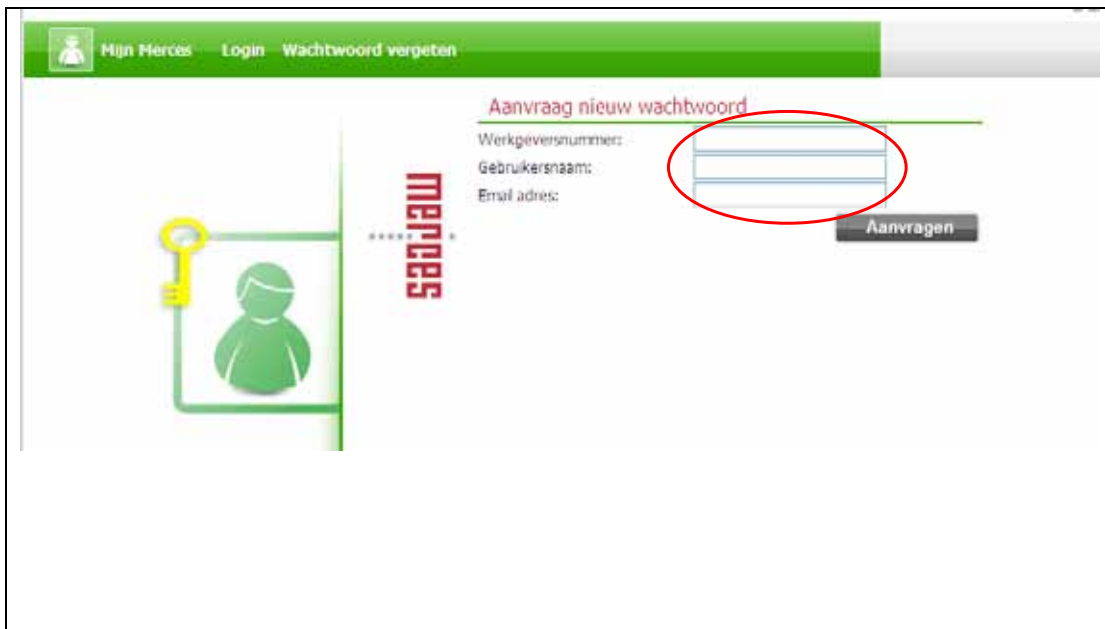 Mijn Merces Login Wachtwoord vergeten
Aanvraag nieuw wachtwoord
Werkgeversnummer:
Gebruikersnaam:
Email adres:
Aanvragen
merces